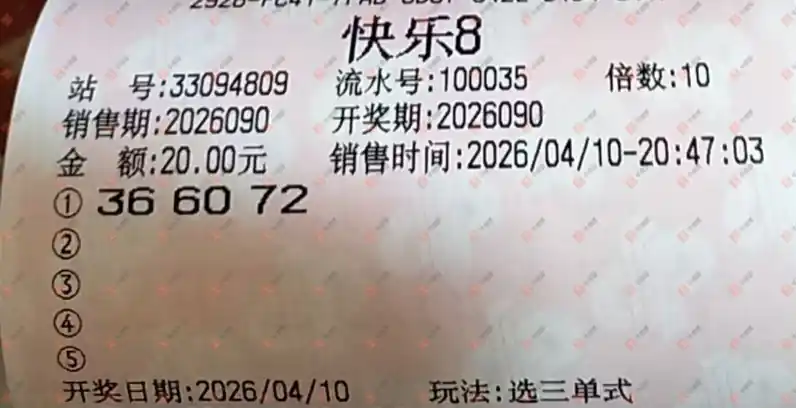 快乐8
站 号:33094809 流水号:100035 倍数:10
销售期:2026090 开奖期:2026090
金 额:20.00元 销售时间:2026/04/10-20:47:03
① 36 60 72
②
③
④
⑤
开奖日期:2026/04/10 玩法:选三单式